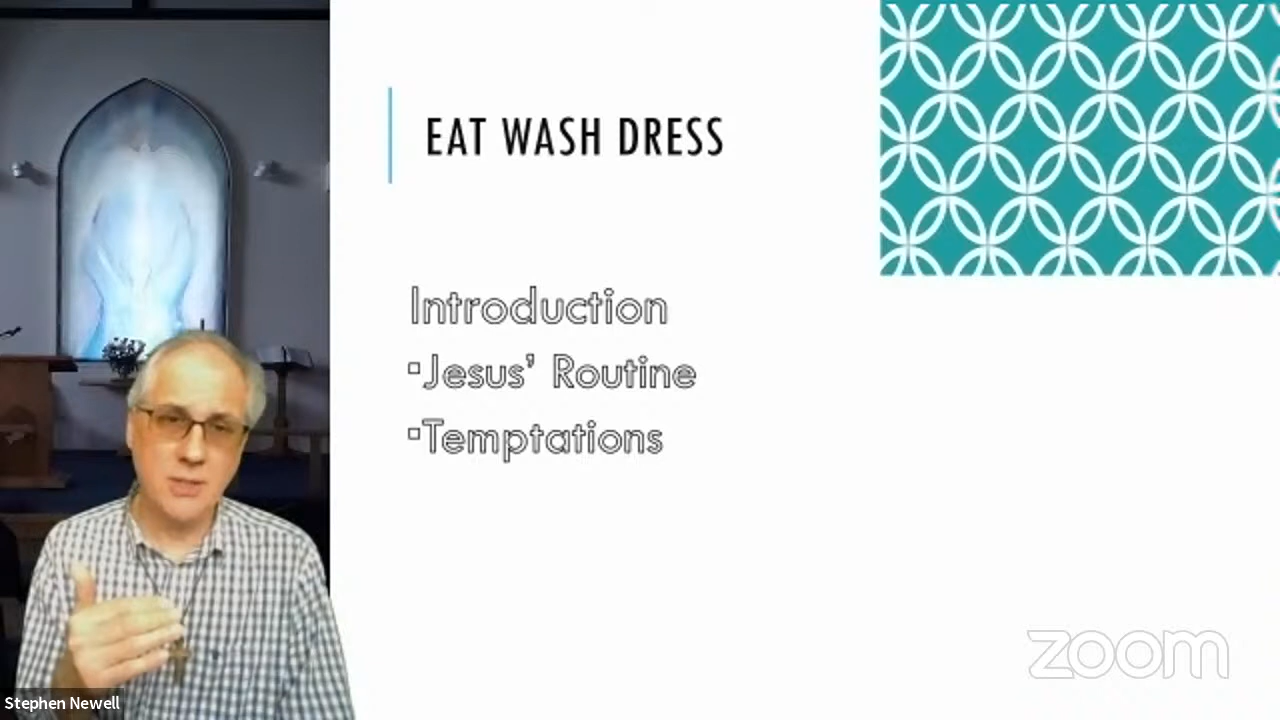 EAT WASH DRESS
Introduction
▪Jesus’ Routine
▪Temptations
zoom
Stephen Newell